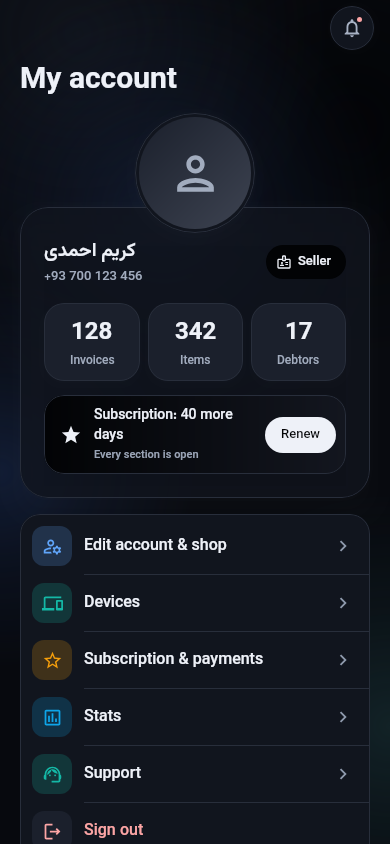 My account
کریم احمدی
+93 700 123 456
Seller
128
342
17
Invoices
Items
Debtors
Subscription: 40 more
days
Every section is open
Renew
Edit account & shop
Devices
Subscription & payments
Stats
Support
Sign out